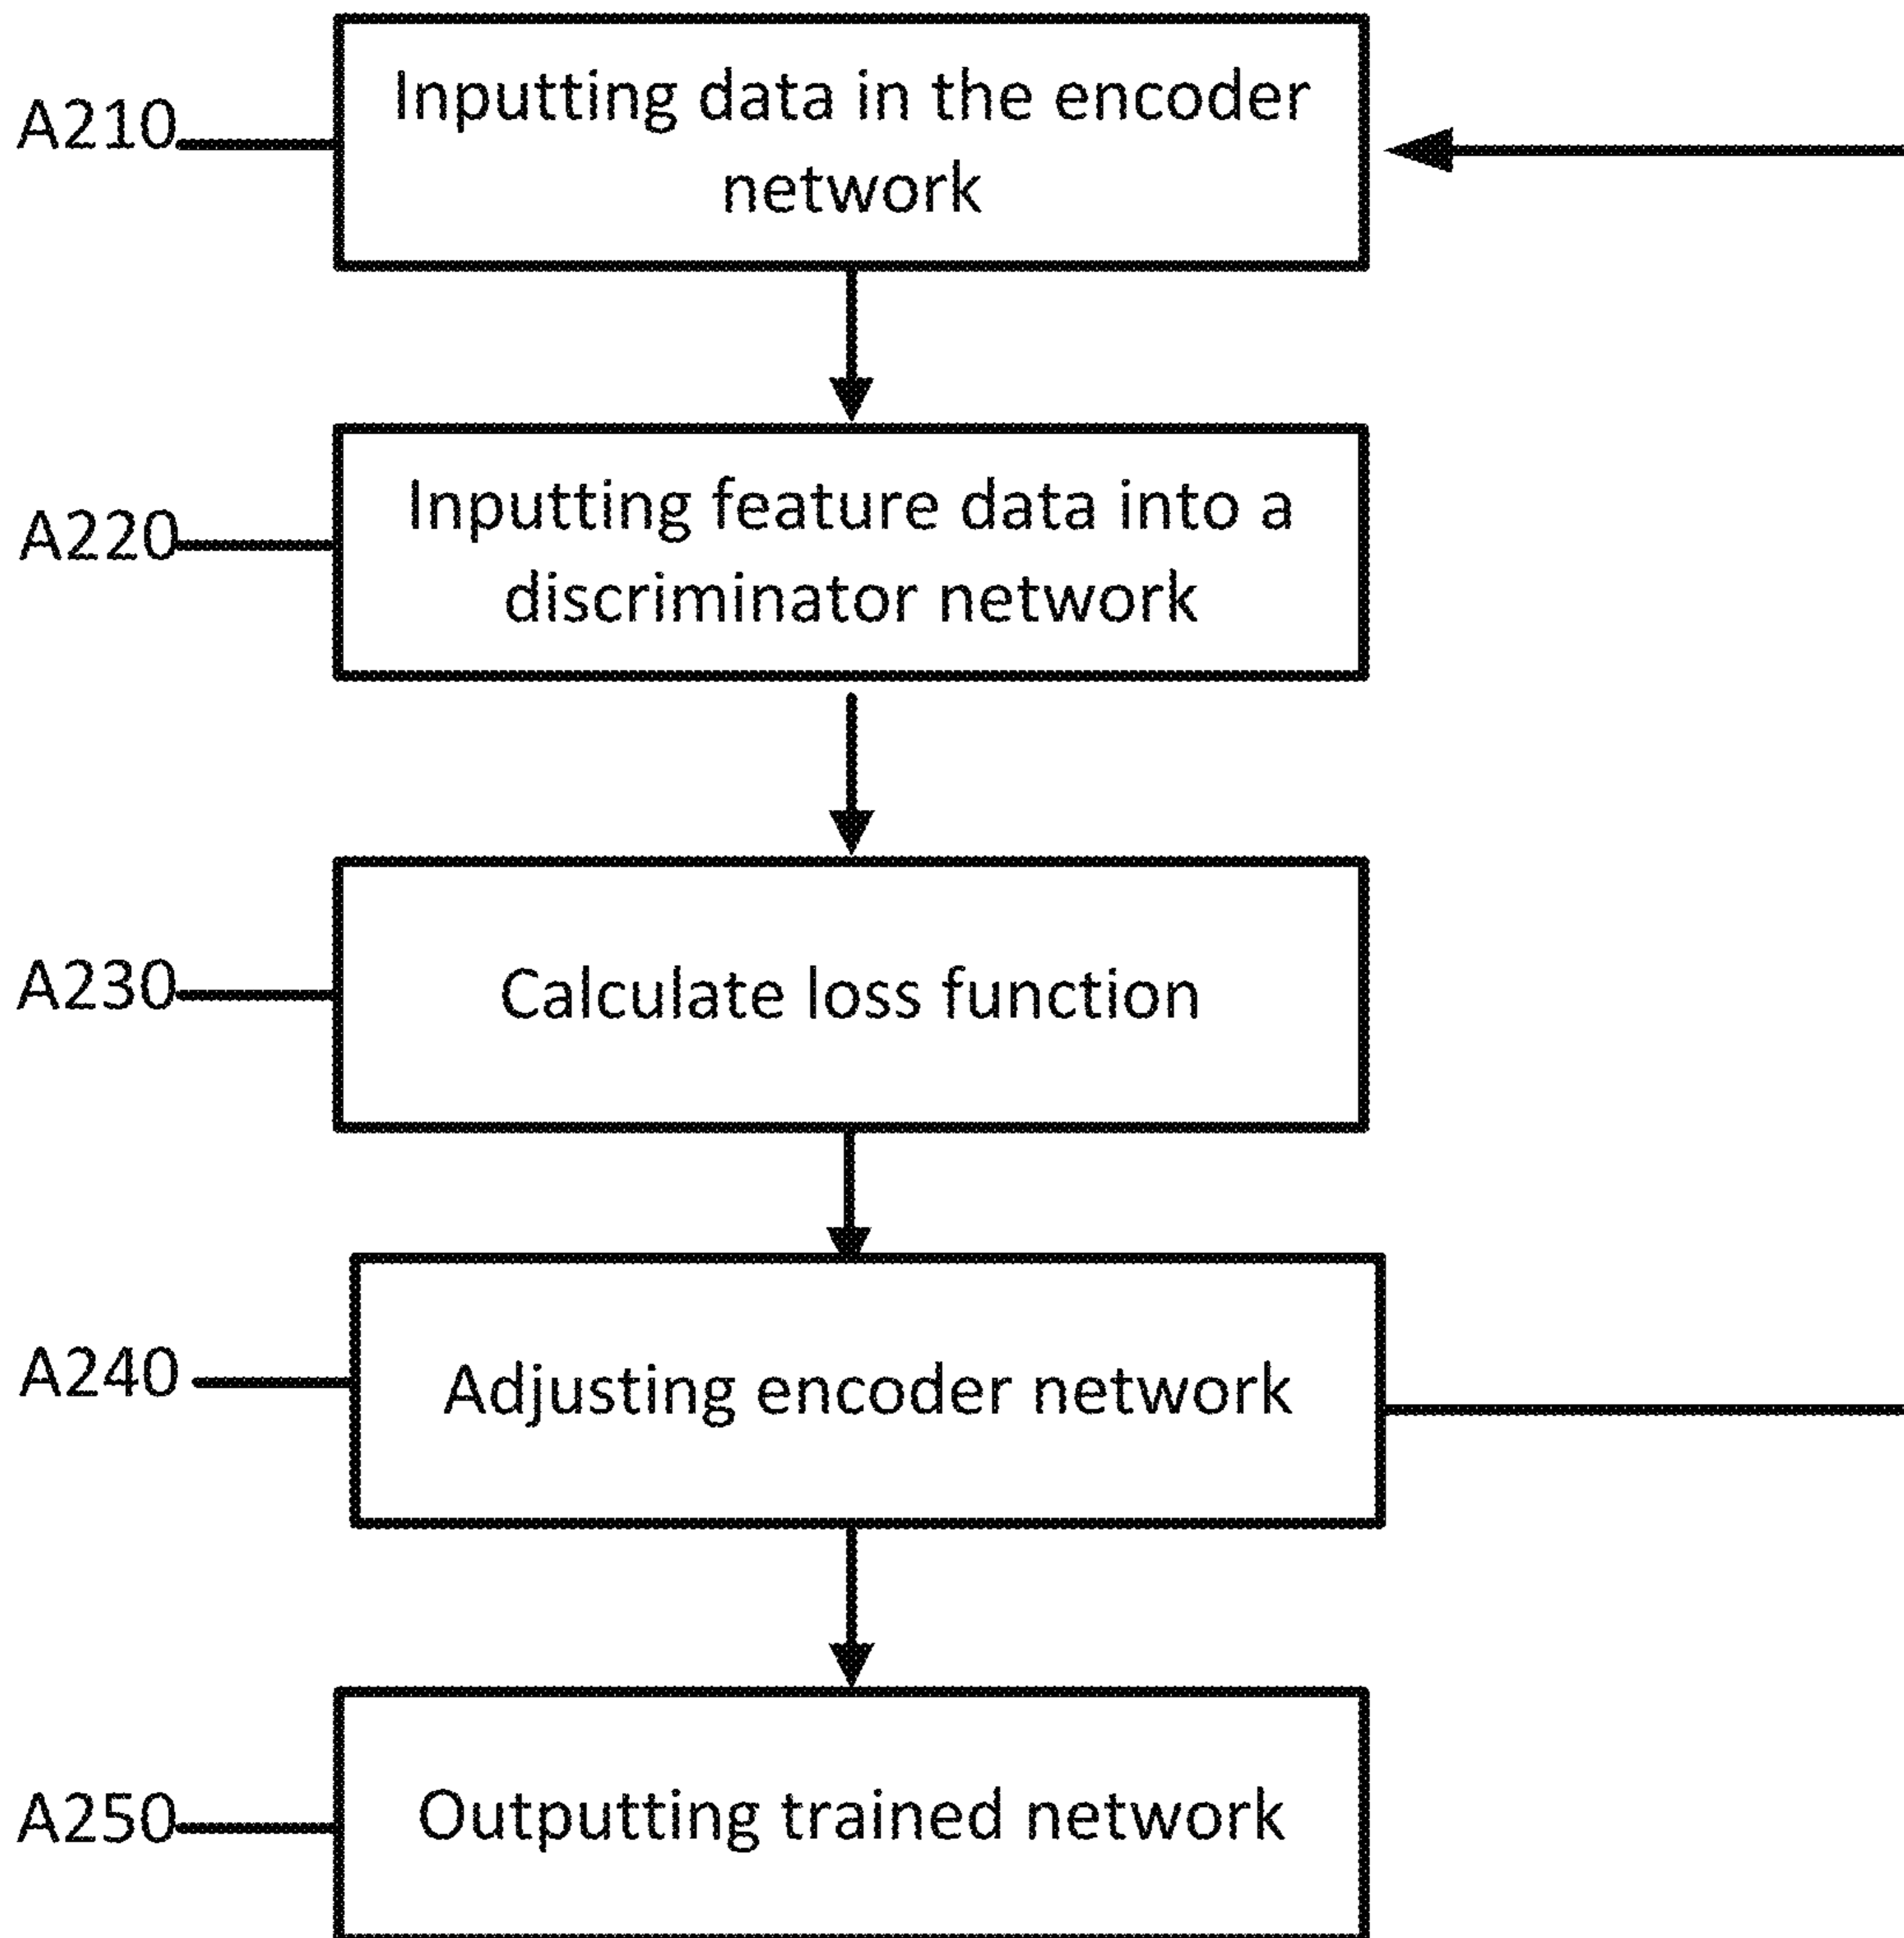 A210
Inputting data in the encoder
network
A220
Inputting feature data into a
discriminator network
A230
Calculate loss function
A240
Adjusting encoder network
A250
Outputting trained network